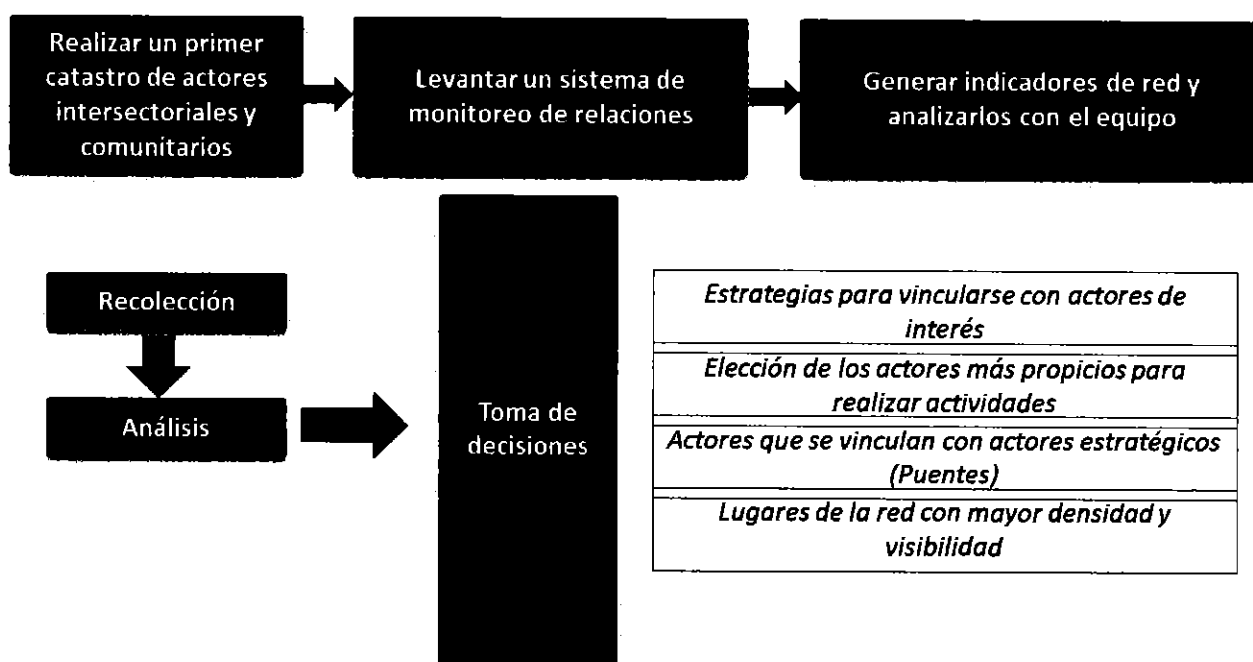 Realizar un primer
catastro de actores
intersectoriales y
comunitarios
Levantar un sistema de
monitoreo de relaciones
Generar indicadores de red y
analizarlos con el equipo
Recolección
Análisis
Toma de
decisiones
Estrategias para vincularse con actores de
interés
Elección de los actores más propicios para
realizar actividades
Actores que se vinculan con actores estratégicos
(Puentes)
Lugares de la red con mayor densidad y
visibilidad